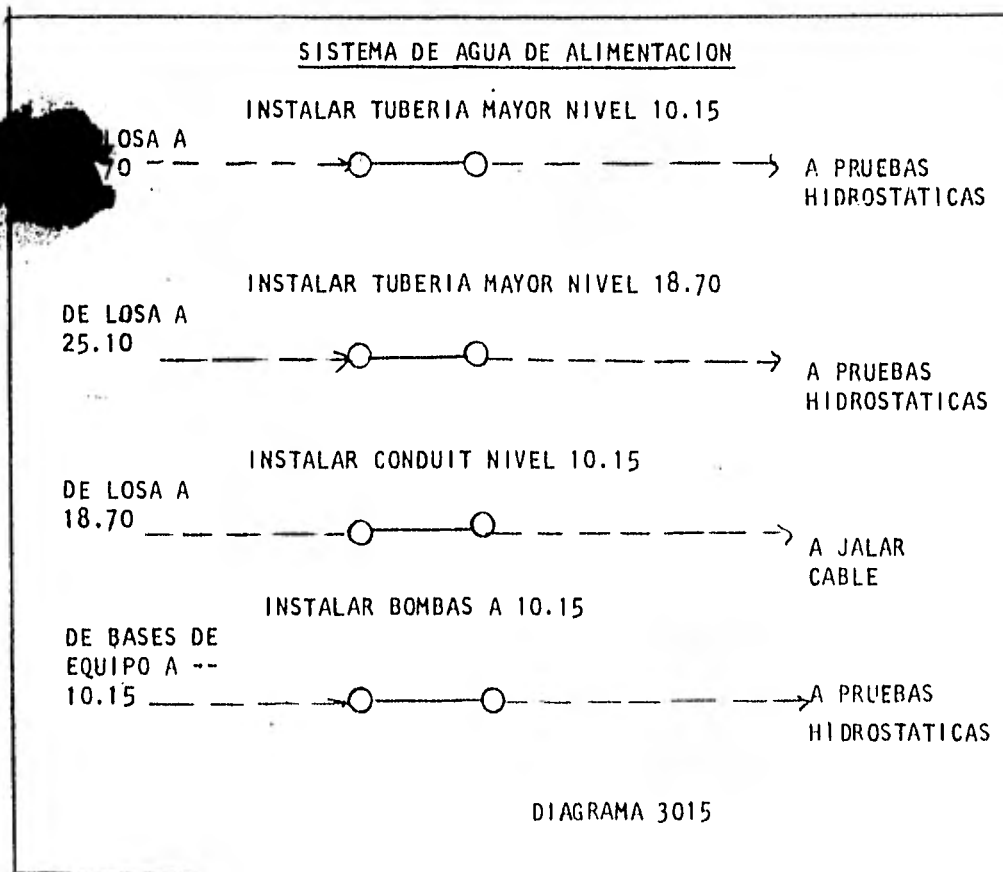 SISTEMA DE AGUA DE ALIMENTACION
INSTALAR TUBERIA MAYOR NIVEL 10.15
LOSA A
70
A PRUEBAS
HIDROSTATICAS
INSTALAR TUBERIA MAYOR NIVEL 18.70
DE LOSA A
25.10
A PRUEBAS
HIDROSTATICAS
INSTALAR CONDUIT NIVEL 10.15
DE LOSA A
18.70
A JALAR
CABLE
INSTALAR BOMBAS A 10.15
DE BASES DE
EQUIPO A --
10.15
A PRUEBAS
HIDROSTATICAS
DIAGRAMA 3015